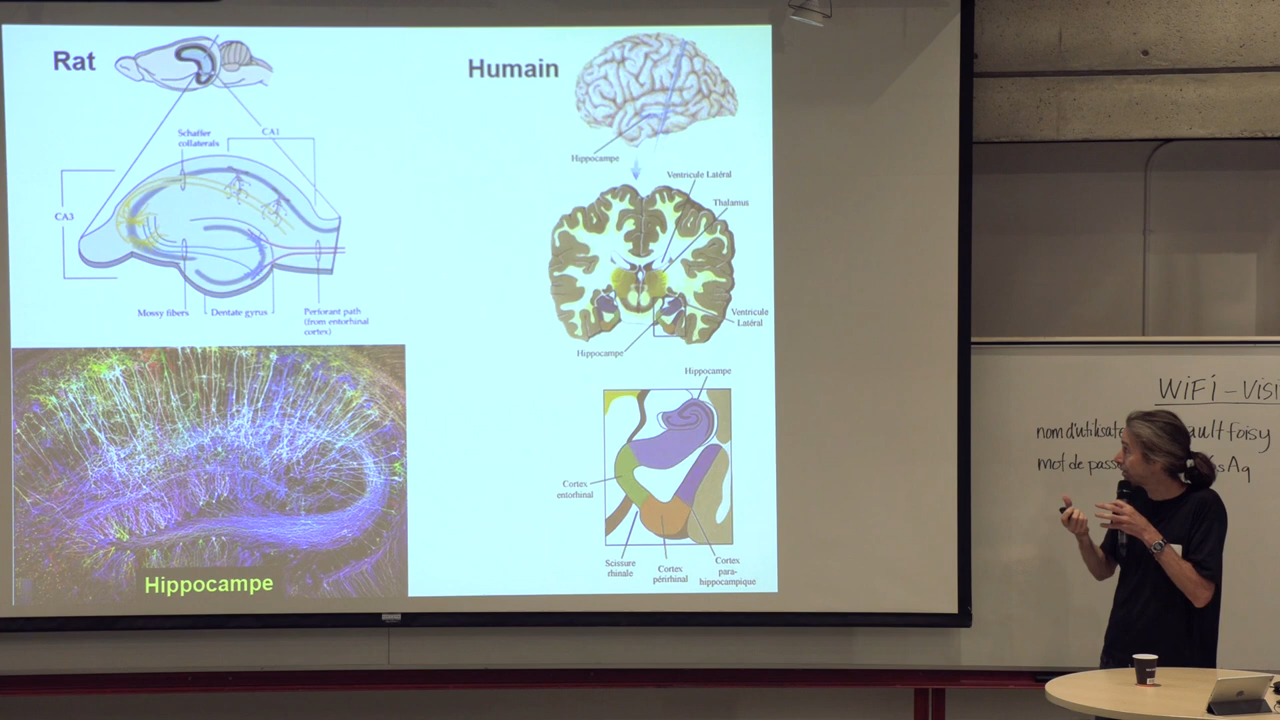 Rat
Schaffer
collaterals
CA1
CA3
Mossy fibers
Dentate gyrus
Perforant path
(from entorhinal
cortex)
Hippocampe
Humain
Hippocampe
Ventricule Latéral
Thalamus
Ventricule
Latéral
Hippocampe
Hippocampe
Cortex
entorhinal
Scissure
rhinale
Cortex
périrhinal
Cortex
para-
hippocampique
WiFi - VISI
nom d'utilisate ault foisy
mot de pass sAq